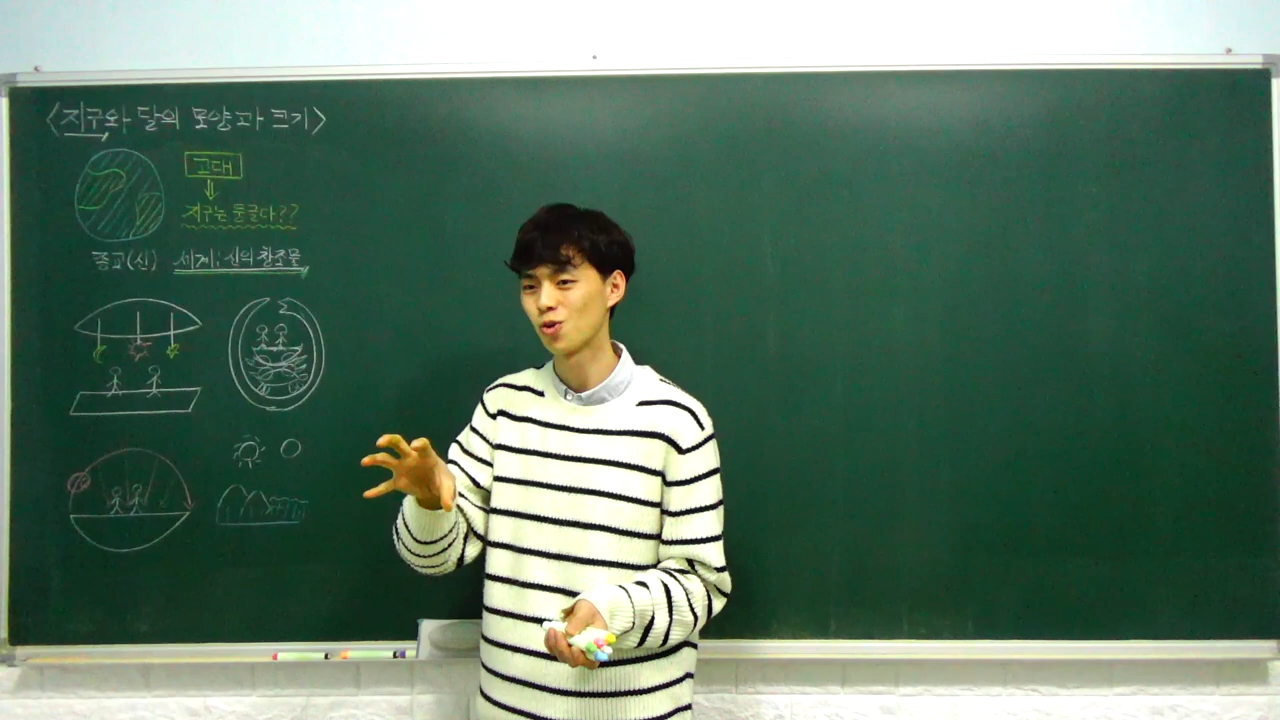 <지구와 달의 모양과 크기>
고대
지구는 둥글다??
종교(신) 세계 : 신의 창조물